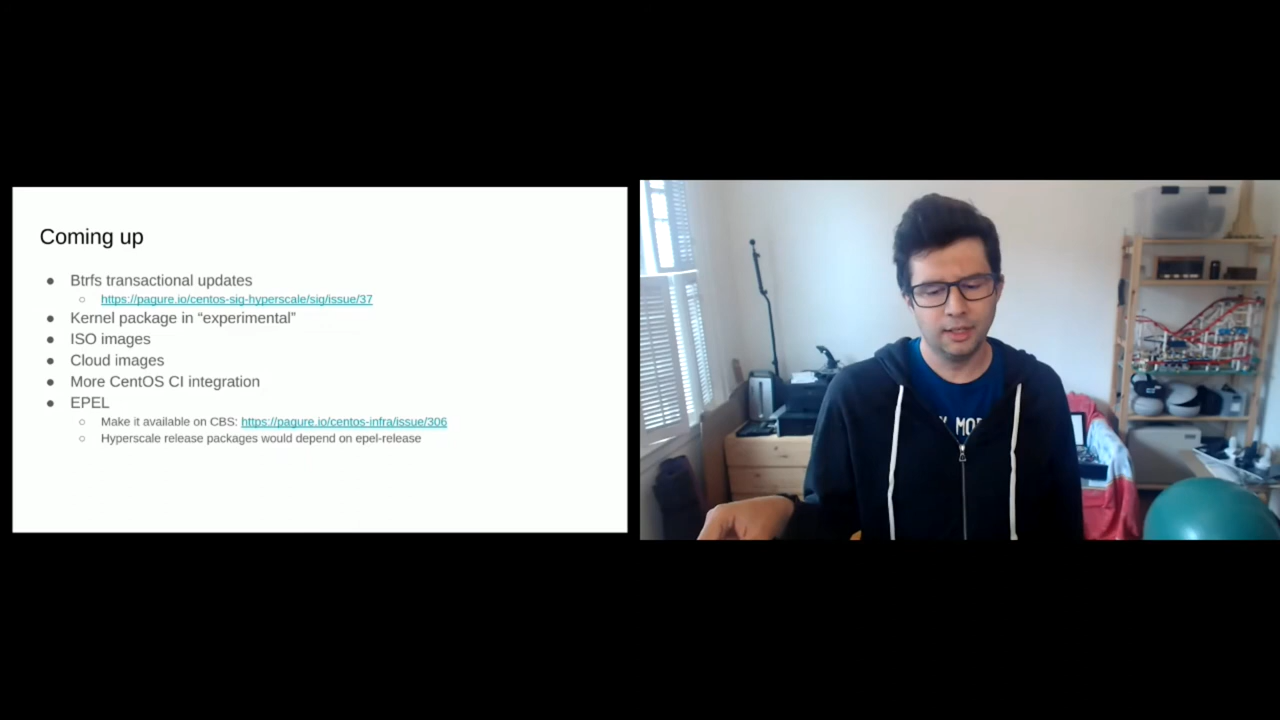 Coming up
● Btrfs transactional updates
○ https://pagure.io/centos-sig-hyperscale/sig/issue/37
● Kernel package in “experimental”
● ISO images
● Cloud images
● More CentOS CI integration
● EPEL
○ Make it available on CBS: https://pagure.io/centos-infra/issue/306
○ Hyperscale release packages would depend on epel-release